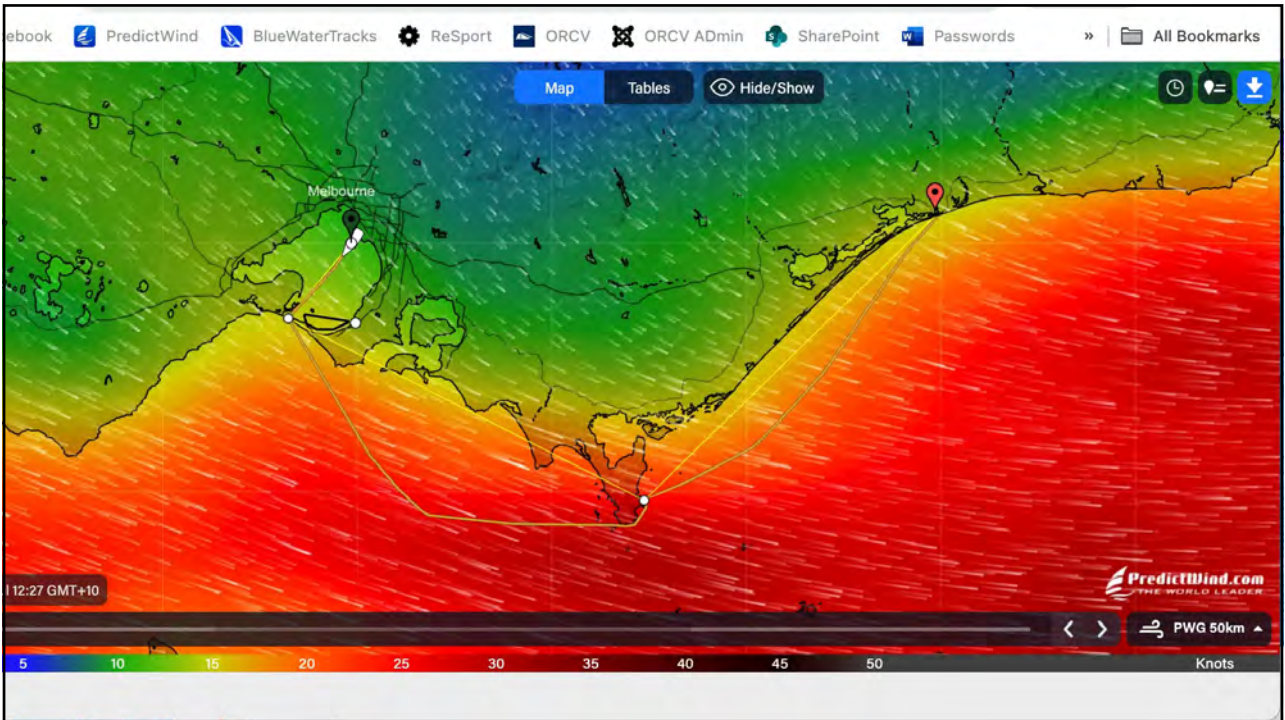 ebook PredictWind BlueWaterTracks ReSport ORCV ORCV ADmin SharePoint Passwords » All Bookmarks
Map Tables Hide/Show
Melbourne
12:27 GMT+10
PredictWind.com
THE WORLD LEADER
PWG 50km
5 10 15 20 25 30 35 40 45 50 Knots